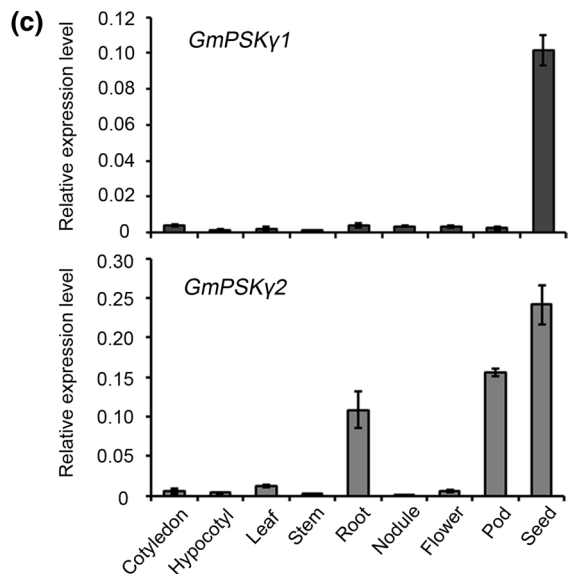 (c)
GmPSKγ1
Relative expression level
0.12
0.10
0.08
0.06
0.04
0.02
0
GmPSKγ2
Relative expression level
0.30
0.25
0.20
0.15
0.10
0.05
0
Cotyledon
Hypocotyl
Leaf
Stem
Root
Nodule
Flower
Pod
Seed